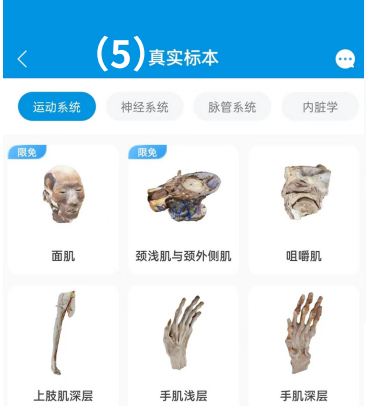 (5)真实标本
运动系统 神经系统 脉管系统 内脏学
限免 限免
面肌 颈浅肌与颈外侧肌 咀嚼肌
上肢肌深层 手肌浅层 手肌深层